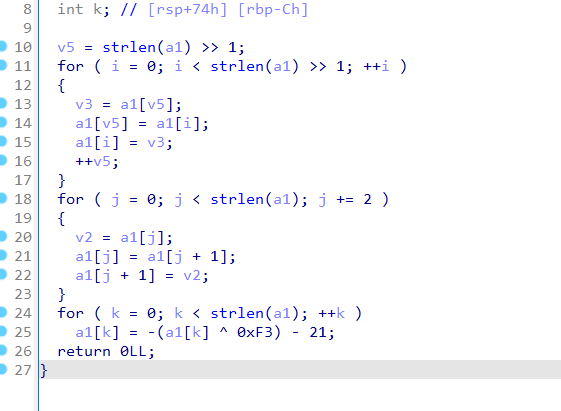 8 int k; // [rsp+74h] [rbp-Ch]
9
10 v5 = strlen(a1) >> 1;
11 for ( i = 0; i < strlen(a1) >> 1; ++i )
12 {
13 v3 = a1[v5];
14 a1[v5] = a1[i];
15 a1[i] = v3;
16 ++v5;
17 }
18 for ( j = 0; j < strlen(a1); j += 2 )
19 {
20 v2 = a1[j];
21 a1[j] = a1[j + 1];
22 a1[j + 1] = v2;
23 }
24 for ( k = 0; k < strlen(a1); ++k )
25 a1[k] = -(a1[k] ^ 0xF3) - 21;
26 return 0LL;
27 }